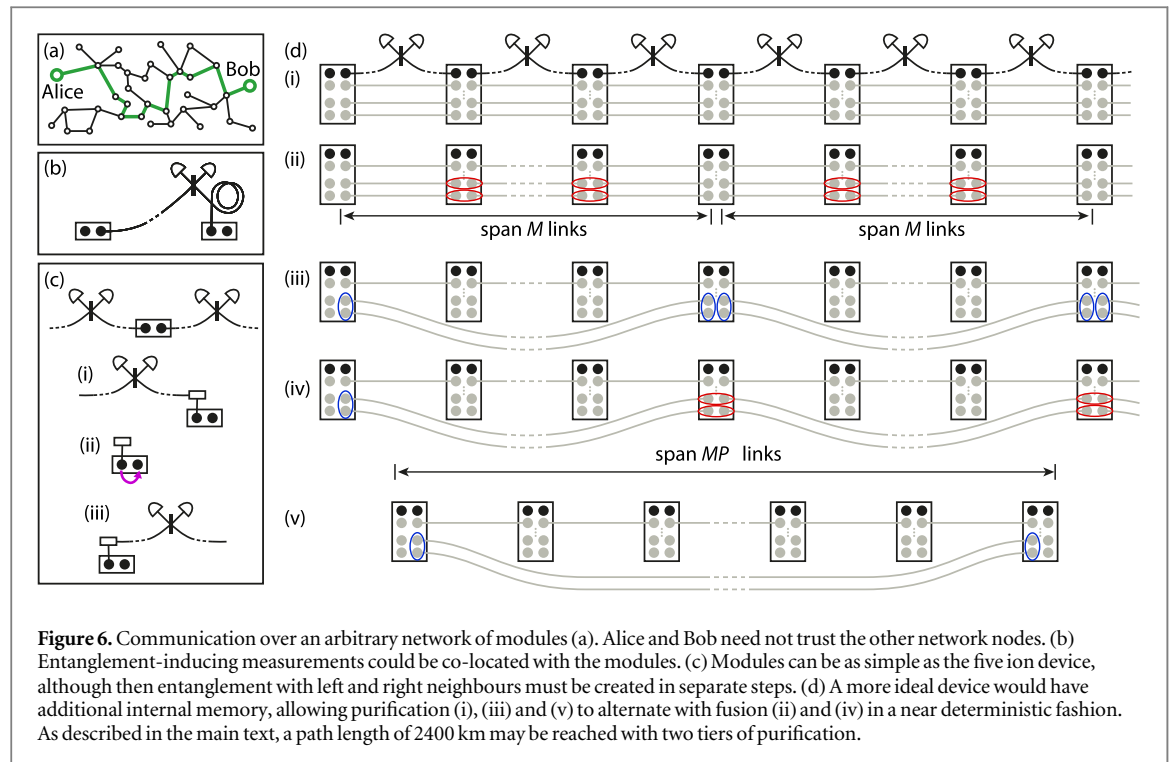 (a)
Alice
Bob
(b)
(c)
(i)
(ii)
(iii)
(d)
(i)
(ii)
span M links
span M links
(iii)
(iv)
span MP links
(v)
Figure 6. Communication over an arbitrary network of modules (a). Alice and Bob need not trust the other network nodes. (b)
Entanglement-inducing measurements could be co-located with the modules. (c) Modules can be as simple as the five ion device,
although then entanglement with left and right neighbours must be created in separate steps. (d) A more ideal device would have
additional internal memory, allowing purification (i), (iii) and (v) to alternate with fusion (ii) and (iv) in a near deterministic fashion.
As described in the main text, a path length of 2400 km may be reached with two tiers of purification.